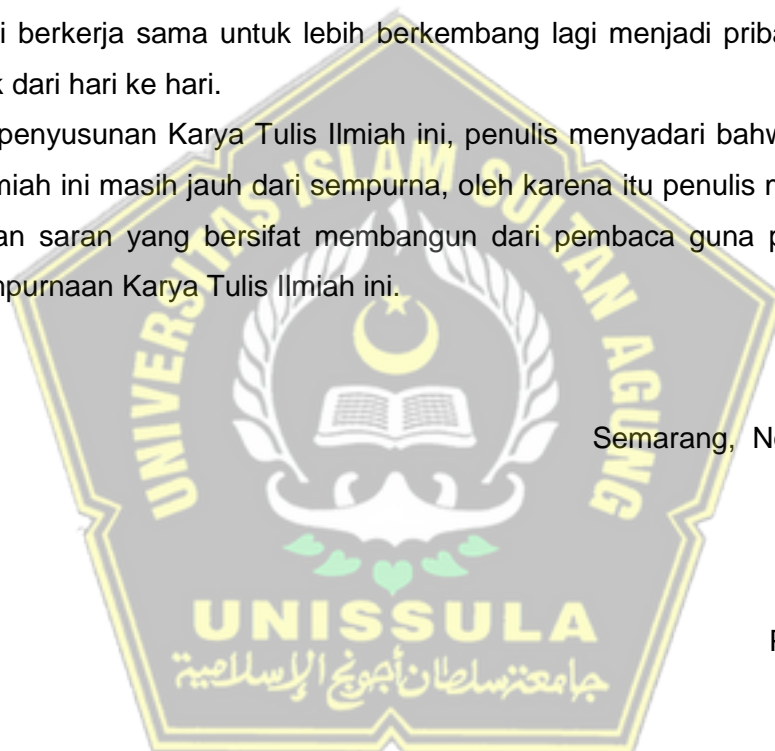 i berkerja sama untuk lebih berkembang lagi menjadi priba
k dari hari ke hari.
penyusunan Karya Tulis Ilmiah ini, penulis menyadari bahw
miah ini masih jauh dari sempurna, oleh karena itu penulis
an saran yang bersifat membangun dari pembaca guna p
npurnaan Karya Tulis Ilmiah ini.
UNIVERSITAS ISLAM SULTAN AGUNG
Semarang, No
UNISSULA
جامعة سلطان أجونج الإسلامية